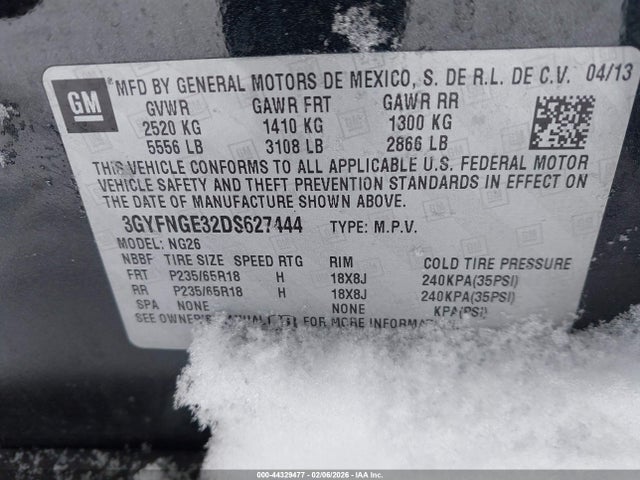 GM
MFD BY GENERAL MOTORS DE MEXICO, S. DE R.L. DE C.V. 04/13
GVWR GAWR FRT GAWR RR
2520 KG 1410 KG 1300 KG
5556 LB 3108 LB 2866 LB
THIS VEHICLE CONFORMS TO ALL APPLICABLE U.S. FEDERAL MOTOR
VEHICLE SAFETY AND THEFT PREVENTION STANDARDS IN EFFECT ON
THE DATE OF MANUFACTURE SHOWN ABOVE.
3GYFNGE32DS627444 TYPE: M.P.V.
MODEL: NG26
NBBF TIRE SIZE SPEED RTG RIM COLD TIRE PRESSURE
FRT P235/65R18 H 18X8J 240KPA(35PSI)
RR P235/65R18 H 18X8J 240KPA(35PSI)
SPA NONE NONE KPA(PSI)
SEE OWNER'S MANUAL FOR MORE INFORMATION
000-44329477 - 02/06/2026 - IAAI.COM